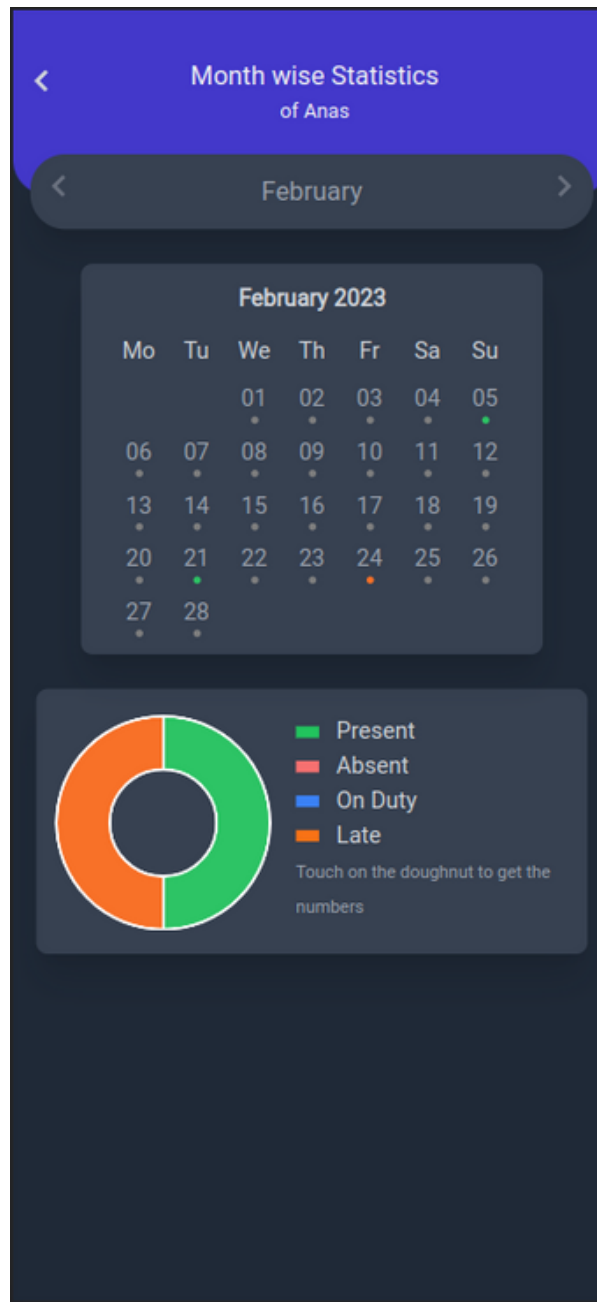 Month wise Statistics
of Anas
February
February 2023
Mo Tu We Th Fr Sa Su
01 02 03 04 05
06 07 08 09 10 11 12
13 14 15 16 17 18 19
20 21 22 23 24 25 26
27 28
Present
Absent
On Duty
Late
Touch on the doughnut to get the
numbers